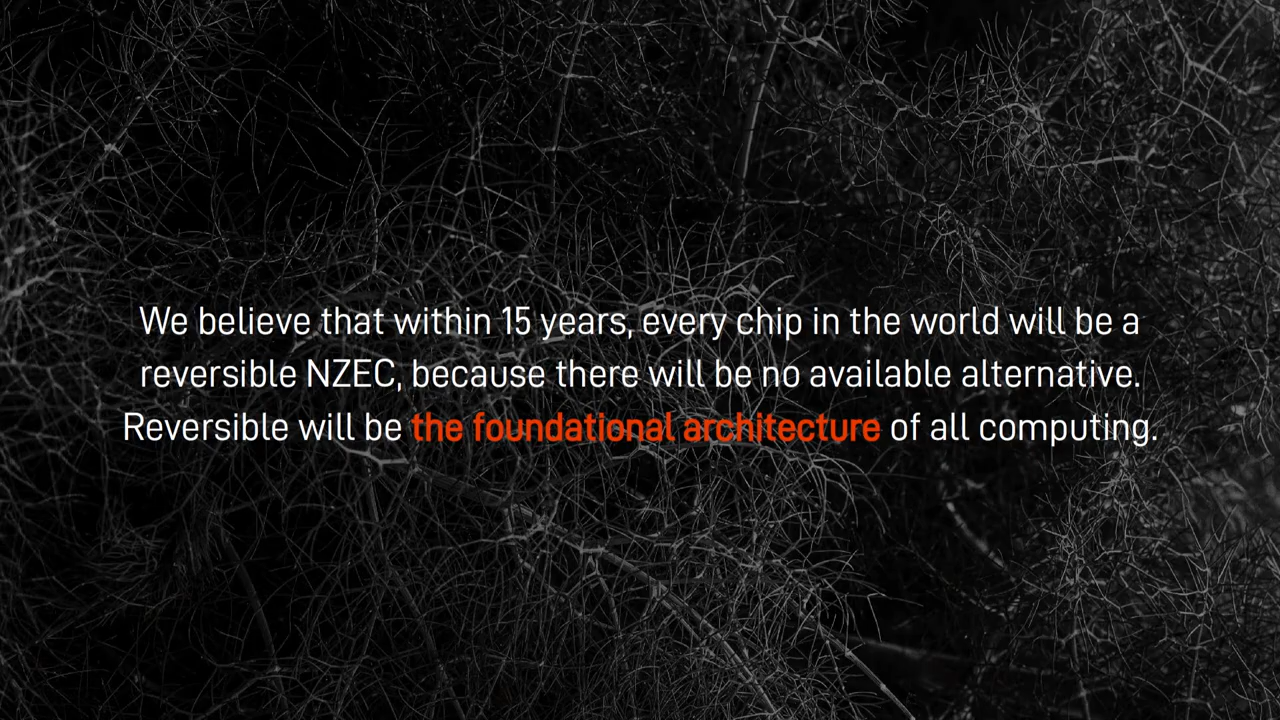 We believe that within 15 years, every chip in the world will be a
reversible NZEC, because there will be no available alternative.
Reversible will be the foundational architecture of all computing.